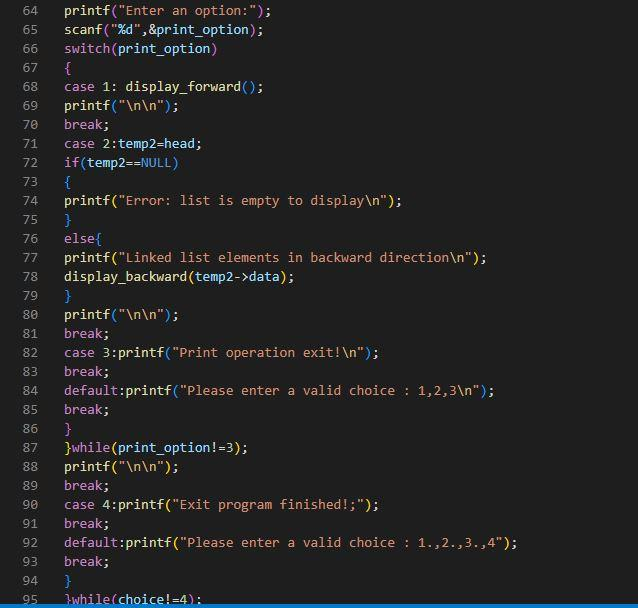 64 printf("Enter an option:");
65 scanf("%d",&print_option);
66 switch(print_option)
67 {
68 case 1: display_forward();
69 printf("\n\n");
70 break;
71 case 2:temp2=head;
72 if(temp2==NULL)
73 {
74 printf("Error: list is empty to display\n");
75 }
76 else{
77 printf("Linked list elements in backward direction\n");
78 display_backward(temp2->data);
79 }
80 printf("\n\n");
81 break;
82 case 3:printf("Print operation exit!\n");
83 break;
84 default:printf("Please enter a valid choice : 1,2,3\n");
85 break;
86 }
87 }while(print_option!=3);
88 printf("\n\n");
89 break;
90 case 4:printf("Exit program finished!;");
91 break;
92 default:printf("Please enter a valid choice : 1.,2.,3.,4");
93 break;
94 }
95 }while(choice!=4);